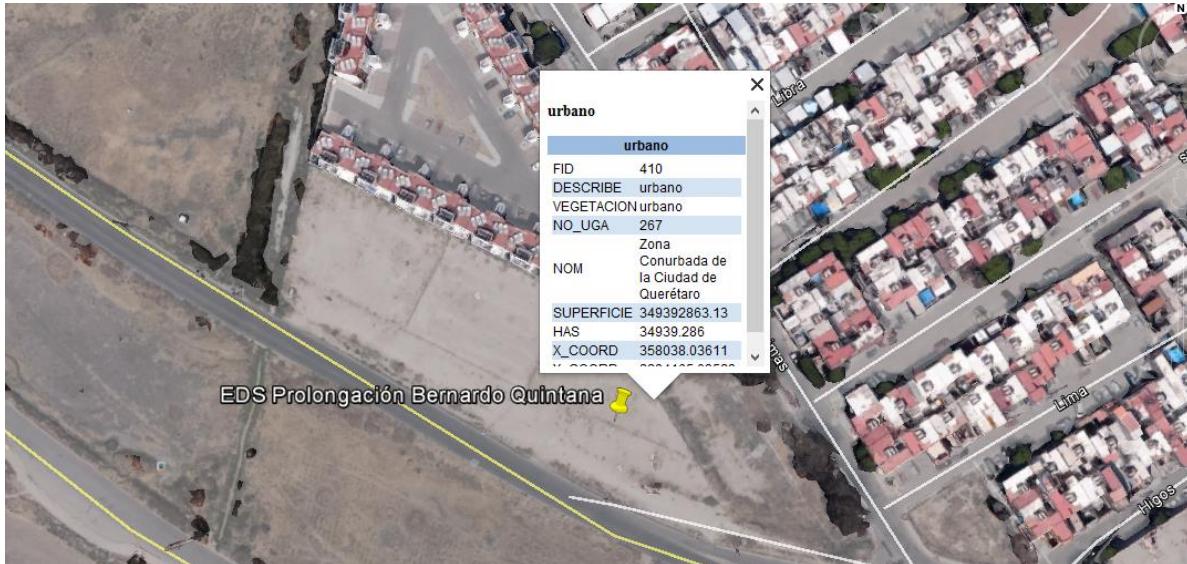 N
urbano
urbano
FID 410
DESCRIBE urbano
VEGETACION urbano
NO_UGA 267
NOM Zona
Conurbada de
la Ciudad de
Querétaro
SUPERFICIE 349392863.13
HAS 34939.286
X_COORD 358038.03611
Libra
EDS Prolongación Bernardo Quintana
Lima
Higos